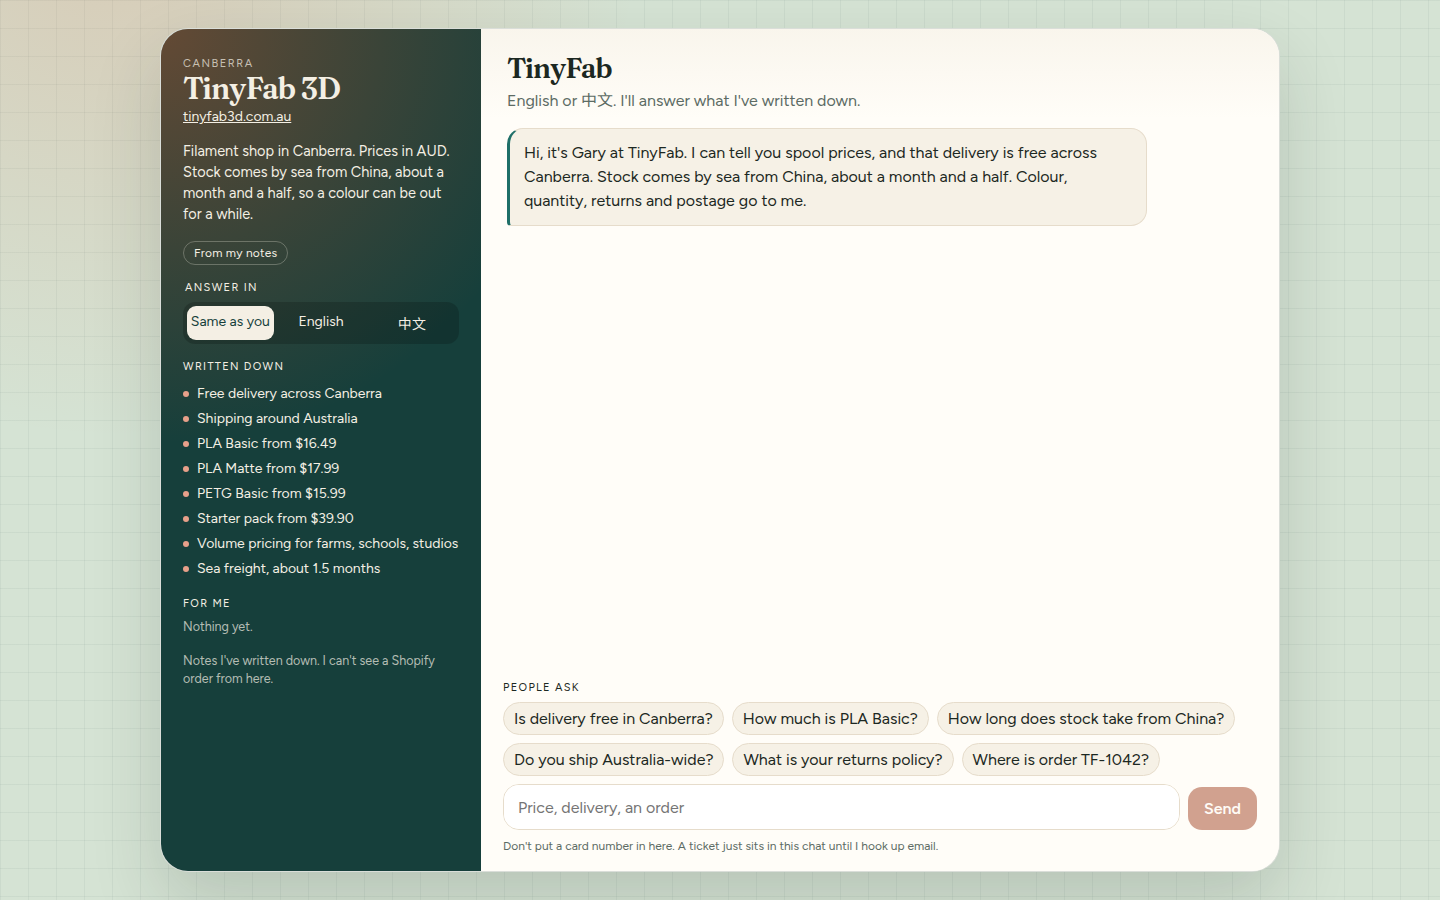 CANBERRA
TinyFab 3D
tinyfab3d.com.au
Filament shop in Canberra. Prices in AUD.
Stock comes by sea from China, about a
month and a half, so a colour can be out
for a while.
From my notes
ANSWER IN
Same as you
English
中文
WRITTEN DOWN
Free delivery across Canberra
Shipping around Australia
PLA Basic from $16.49
PLA Matte from $17.99
PETG Basic from $15.99
Starter pack from $39.90
Volume pricing for farms, schools, studios
Sea freight, about 1.5 months
FOR ME
Nothing yet.
Notes I've written down. I can't see a Shopify
order from here.
TinyFab
English or 中文. I'll answer what I've written down.
Hi, it's Gary at TinyFab. I can tell you spool prices, and that delivery is free across
Canberra. Stock comes by sea from China, about a month and a half. Colour,
quantity, returns and postage go to me.
PEOPLE ASK
Is delivery free in Canberra?
How much is PLA Basic?
How long does stock take from China?
Do you ship Australia-wide?
What is your returns policy?
Where is order TF-1042?
Price, delivery, an order
Send
Don't put a card number in here. A ticket just sits in this chat until I hook up email.